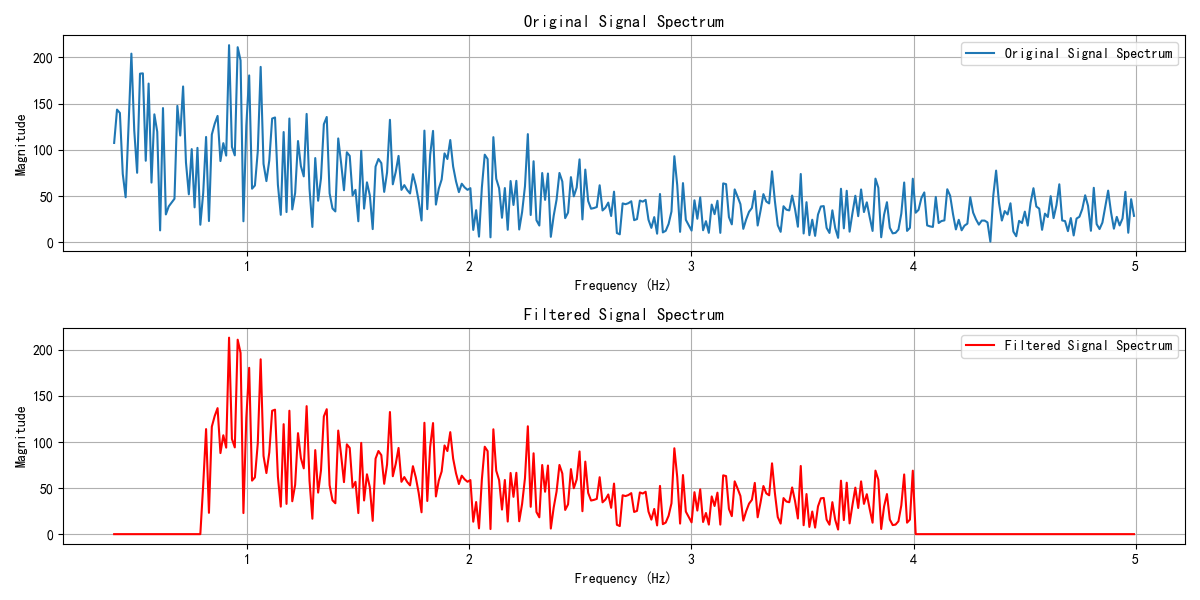 Original Signal Spectrum
Original Signal Spectrum
Magnitude
200
150
100
50
0
1 2 3 4 5
Frequency (Hz)
Filtered Signal Spectrum
Filtered Signal Spectrum
Magnitude
200
150
100
50
0
1 2 3 4 5
Frequency (Hz)